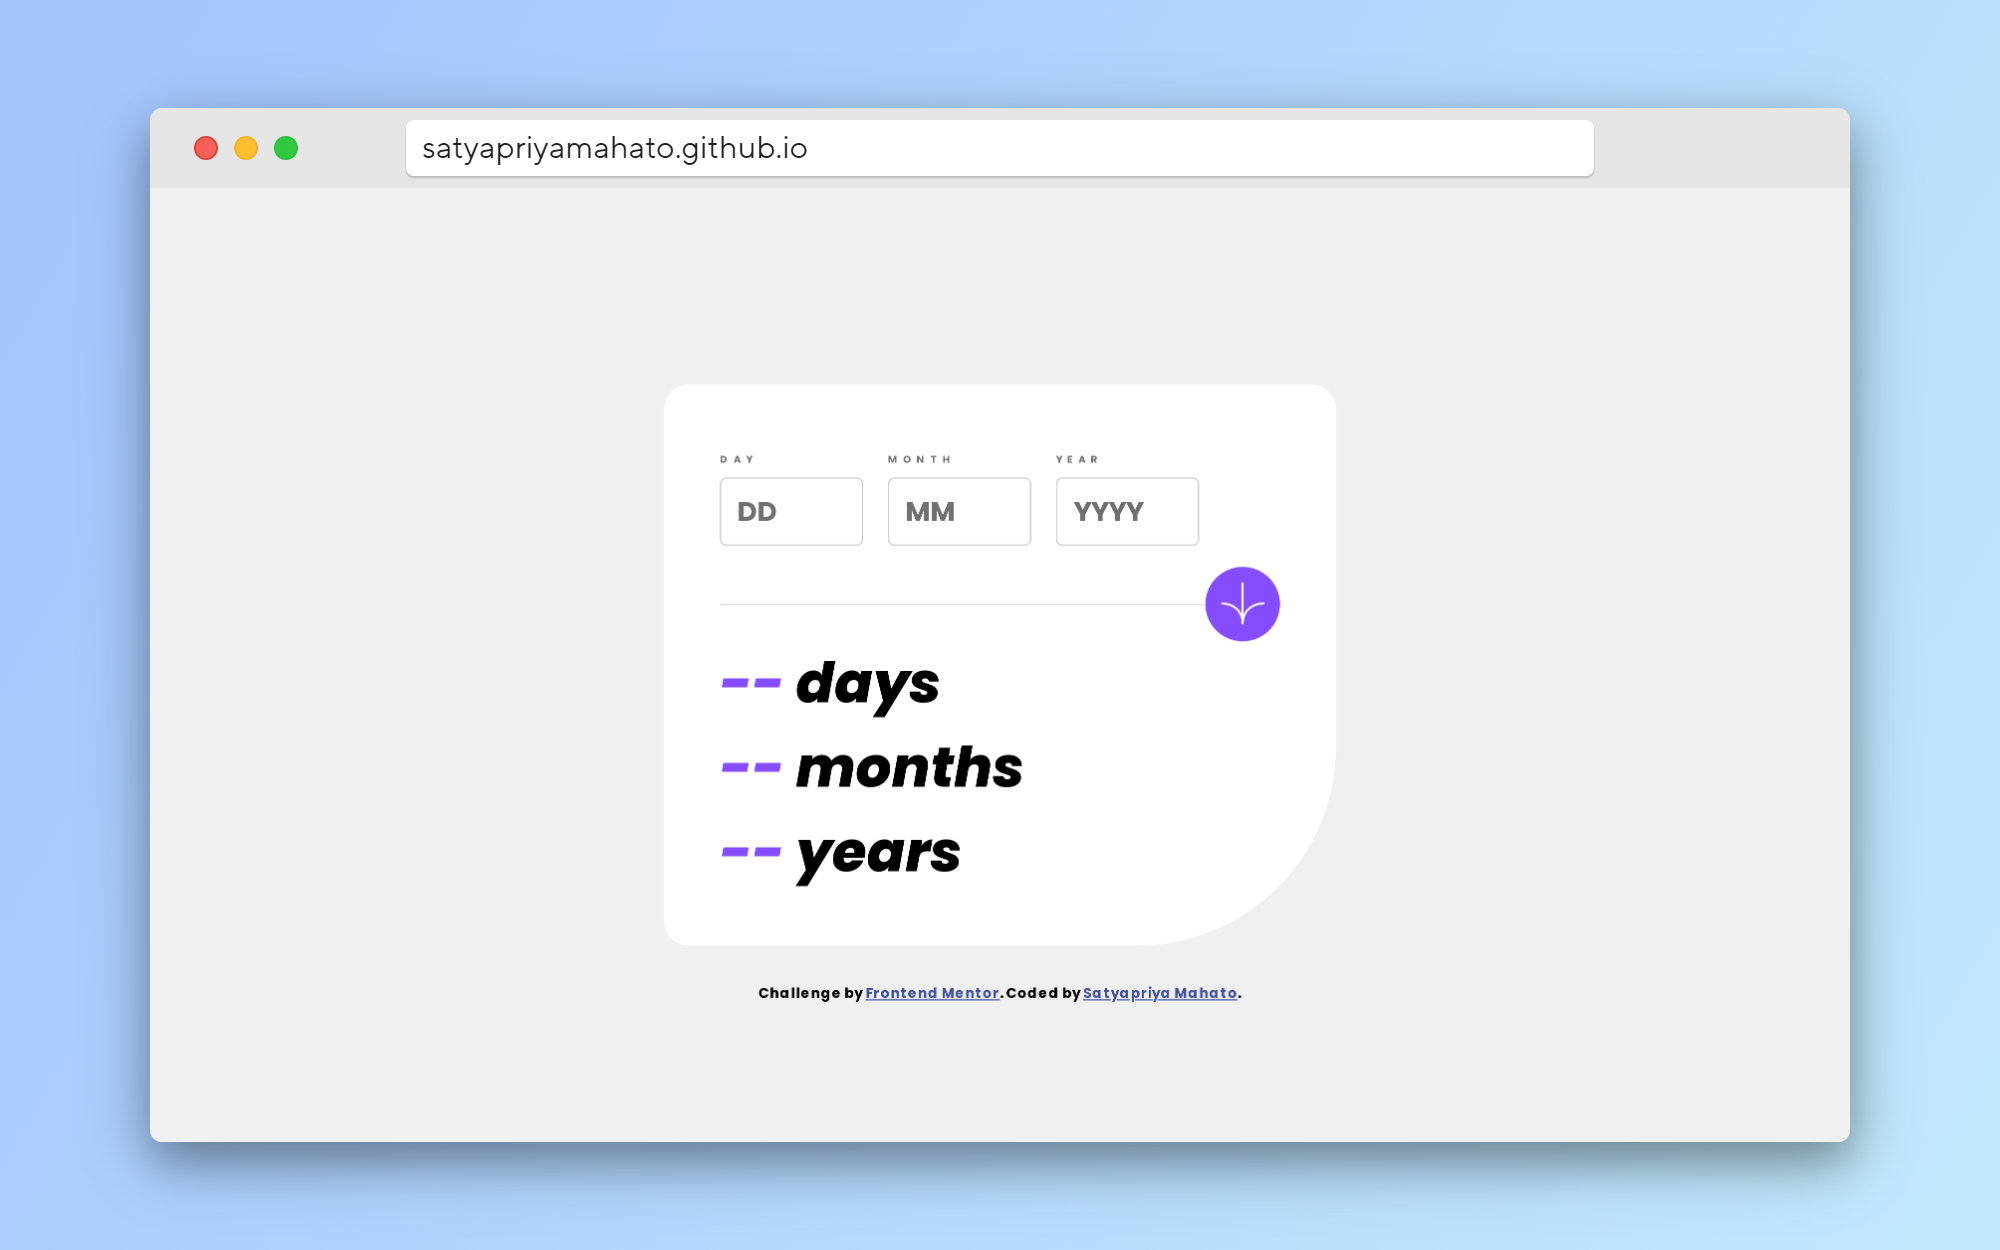 satyapriyamahato.github.io
DAY MONTH YEAR
DD MM YYYY
-- days
-- months
-- years
Challenge by Frontend Mentor. Coded by Satyapriya Mahato.